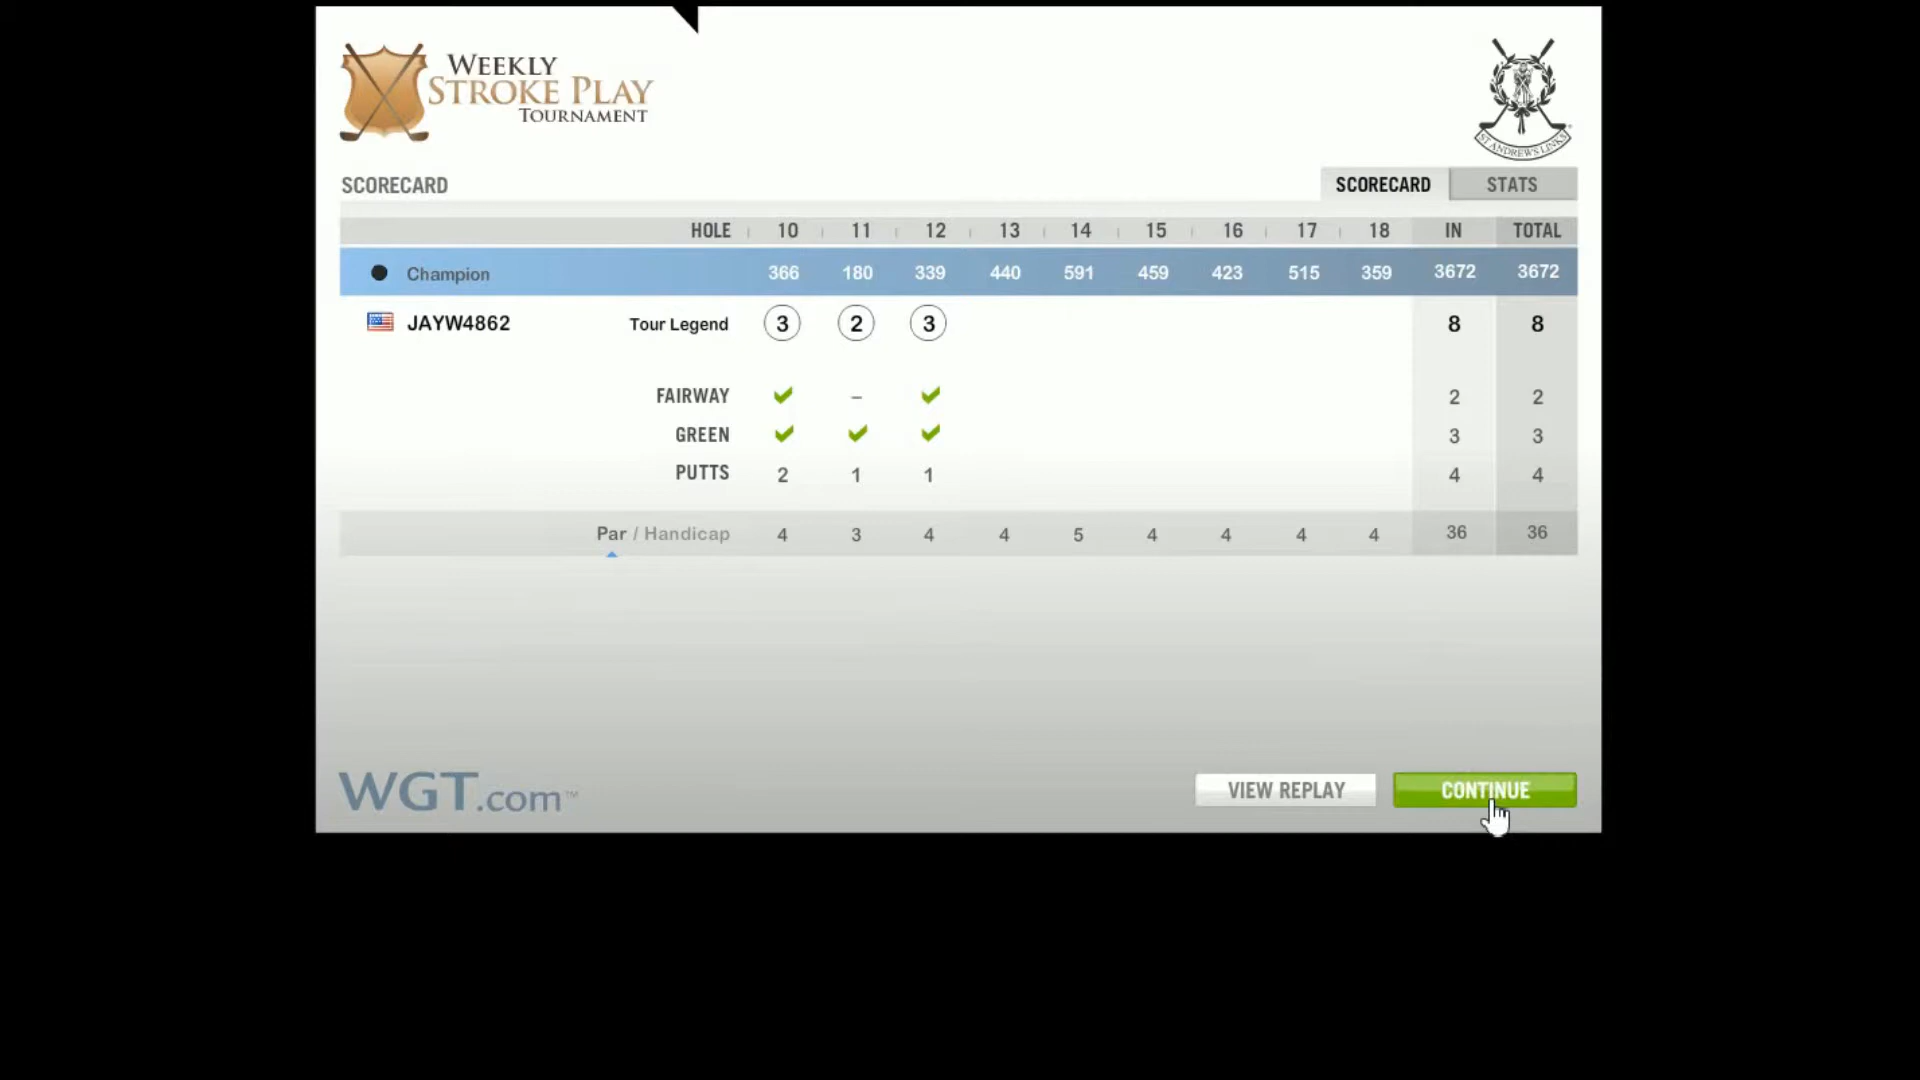 WEEKLY
STROKE PLAY
TOURNAMENT
ST ANDREWS LINKS
SCORECARD
SCORECARD STATS
HOLE 10 11 12 13 14 15 16 17 18 IN TOTAL
Champion 366 180 339 440 591 459 423 515 359 3672 3672
JAYW4862 Tour Legend 3 2 3 8 8
FAIRWAY – 2 2
GREEN 3 3
PUTTS 2 1 1 4 4
Par / Handicap 4 3 4 4 5 4 4 4 4 36 36
WGT.com™
VIEW REPLAY CONTINUE